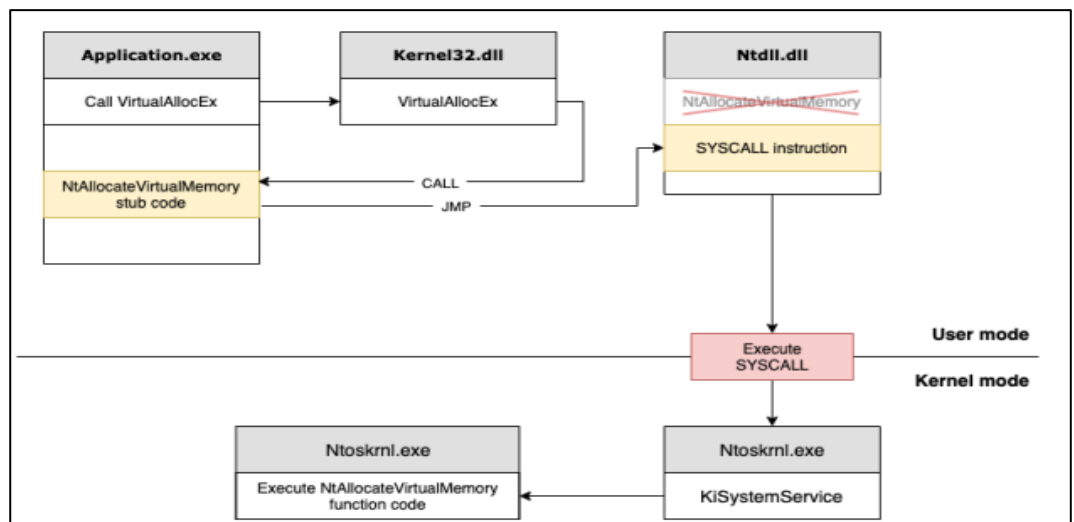 Application.exe
Kernel32.dll
Ntdll.dll
Call VirtualAllocEx
VirtualAllocEx
NtAllocateVirtualMemory
SYSCALL instruction
NtAllocateVirtualMemory
stub code
CALL
JMP
User mode
Execute
SYSCALL
Kernel mode
Ntoskrnl.exe
Ntoskrnl.exe
Execute NtAllocateVirtualMemory
function code
KiSystemService